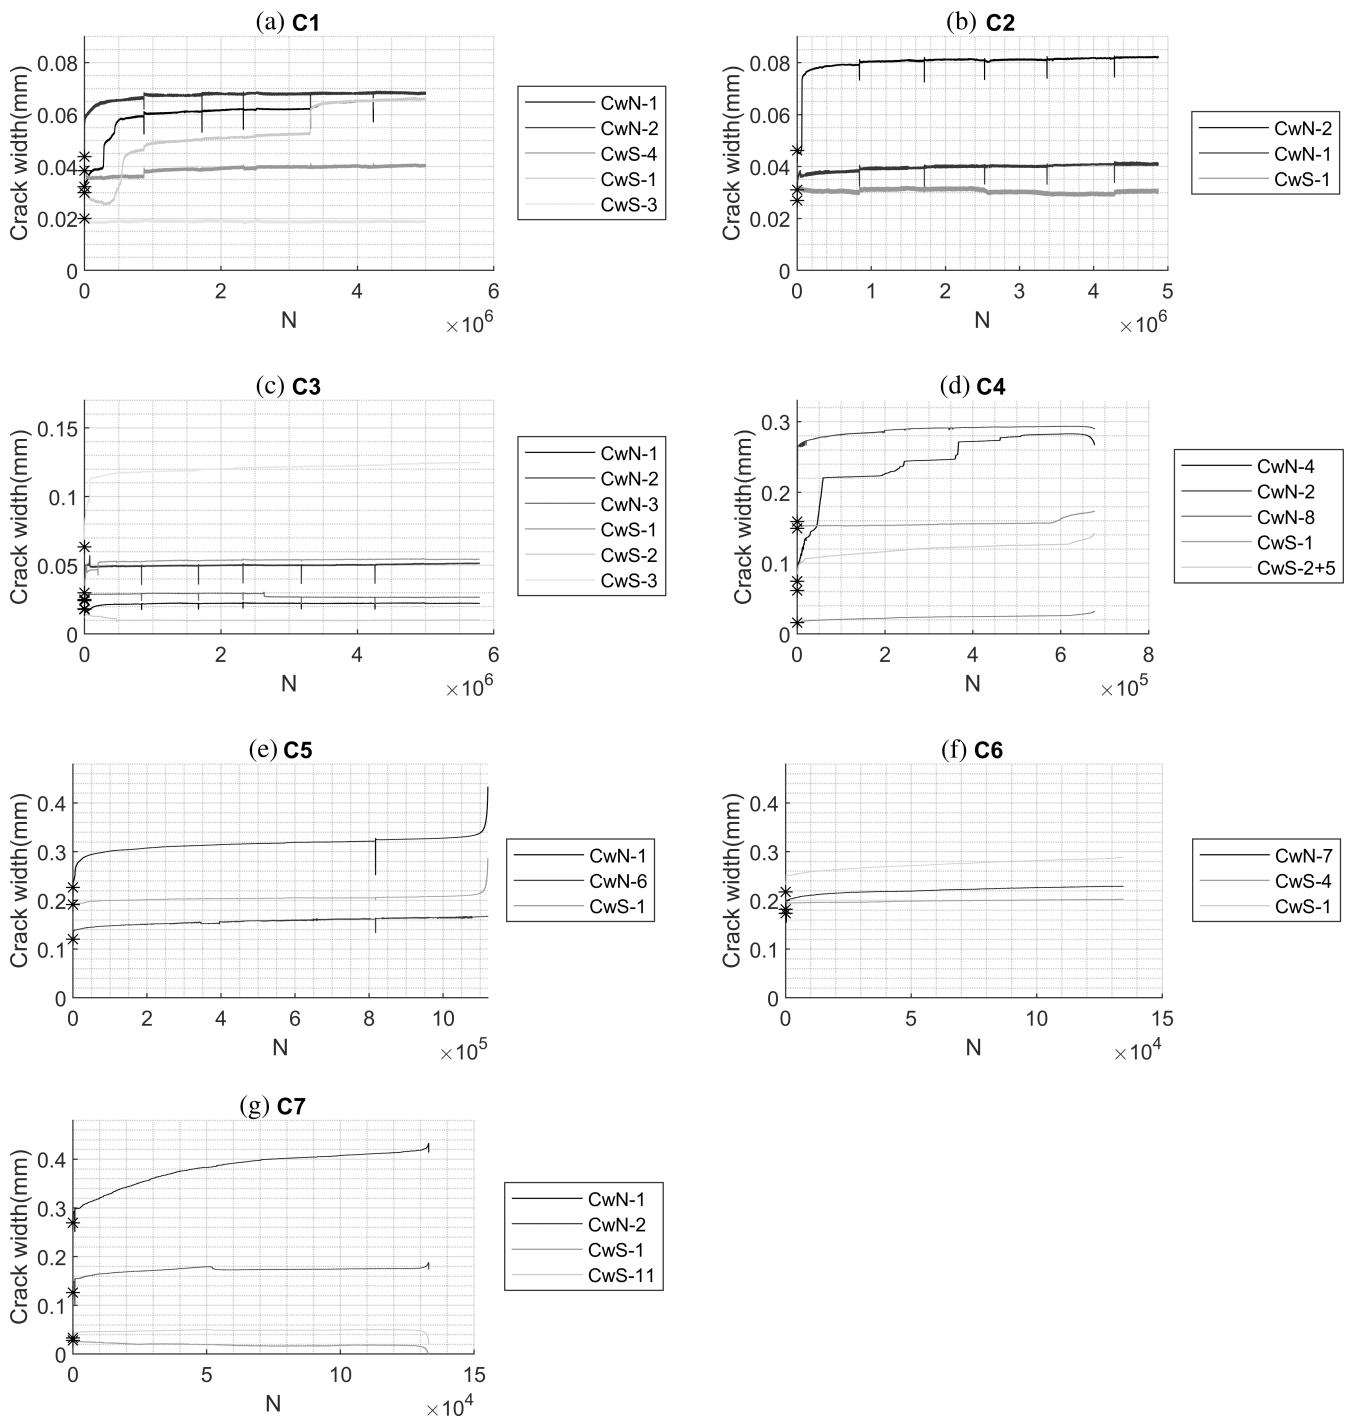 (a) C1
Crack width(mm)
0.08
0.06
0.04
0.02
0
0 2 4 6
N
×10^6
CwN-1
CwN-2
CwS-4
CwS-1
CwS-3
(b) C2
Crack width(mm)
0.08
0.06
0.04
0.02
0
0 1 2 3 4 5
N
×10^6
CwN-2
CwN-1
CwS-1
(c) C3
Crack width(mm)
0.15
0.1
0.05
0
0 2 4 6
N
×10^6
CwN-1
CwN-2
CwN-3
CwS-1
CwS-2
CwS-3
(d) C4
Crack width(mm)
0.3
0.2
0.1
0
0 2 4 6 8
N
×10^5
CwN-4
CwN-2
CwN-8
CwS-1
CwS-2+5
(e) C5
Crack width(mm)
0.4
0.3
0.2
0.1
0
0 2 4 6 8 10
N
×10^5
CwN-1
CwN-6
CwS-1
(f) C6
Crack width(mm)
0.4
0.3
0.2
0.1
0
0 5 10 15
N
×10^4
CwN-7
CwS-4
CwS-1
(g) C7
Crack width(mm)
0.4
0.3
0.2
0.1
0
0 5 10 15
N
×10^4
CwN-1
CwN-2
CwS-1
CwS-11